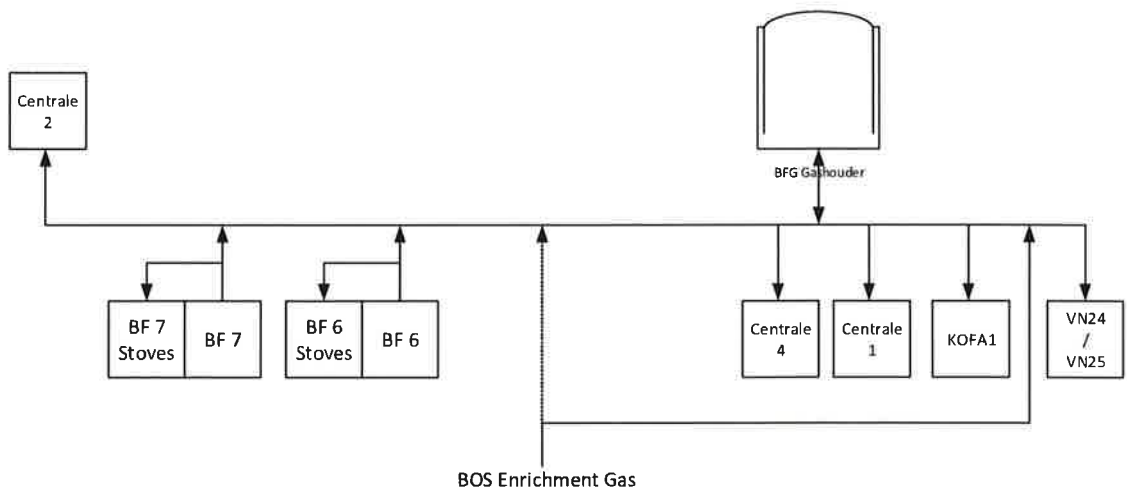 Centrale
2
BFG Gashouder
BF 7
Stoves
BF 7
BF 6
Stoves
BF 6
Centrale
4
Centrale
1
KOFA1
VN24
/
VN25
BOS Enrichment Gas